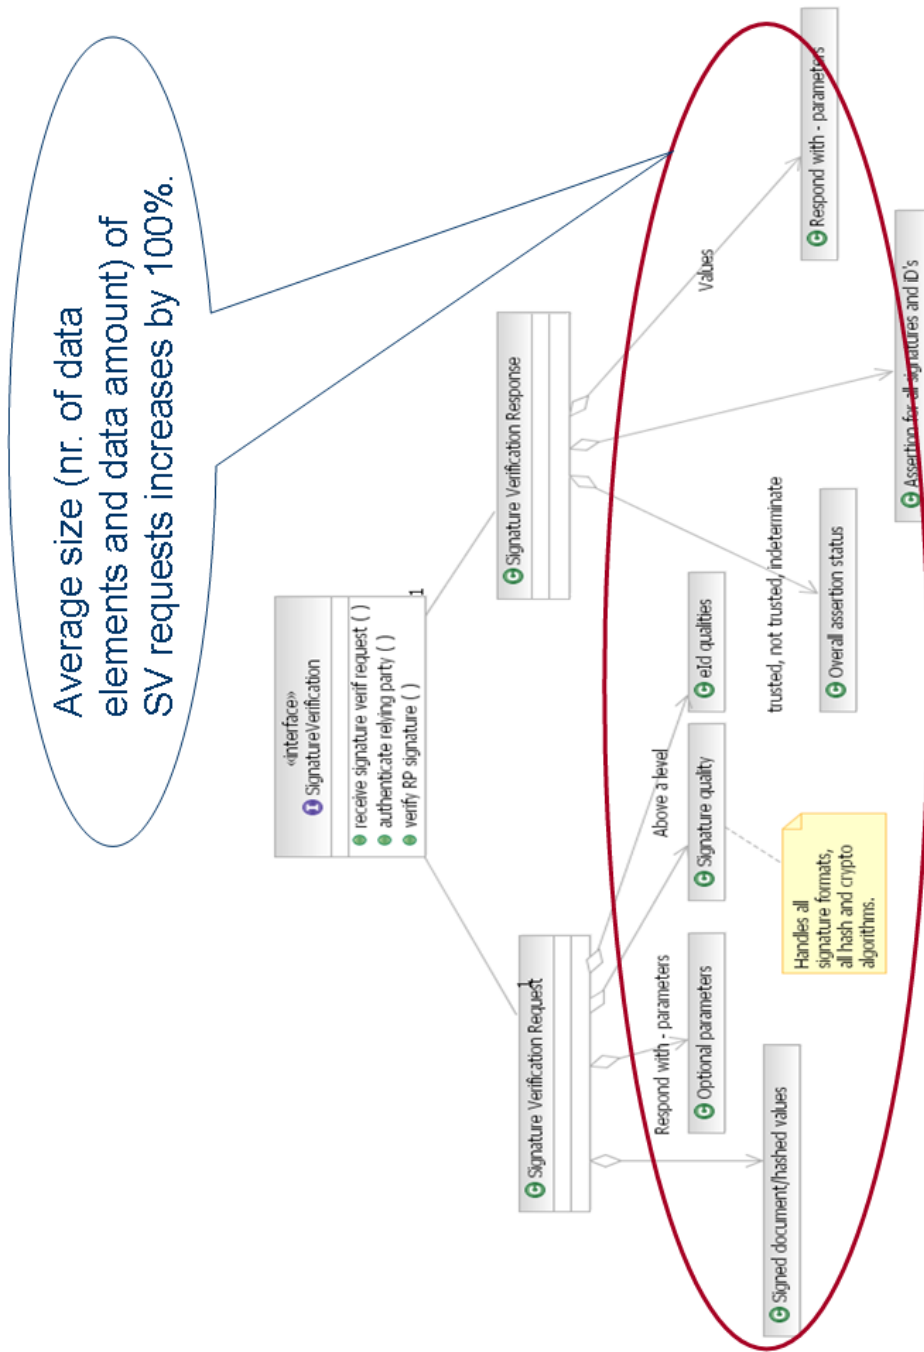 Average size (nr. of data
elements and data amount) of
SV requests increases by 100%.
«interface»
SignatureVerification
receive signature verif request ( )
authenticate relying party ( )
verify RP signature ( )
1
1
Signature Verification Request
Signature Verification Response
Respond with - parameters
Above a level
Values
Signed document/hashed values
Optional parameters
Signature quality
eId qualities
trusted, not trusted, indeterminate
Overall assertion status
Assertion for all signatures and iD's
Respond with - parameters
Handles all
signature formats,
all hash and crypto
algorithms.